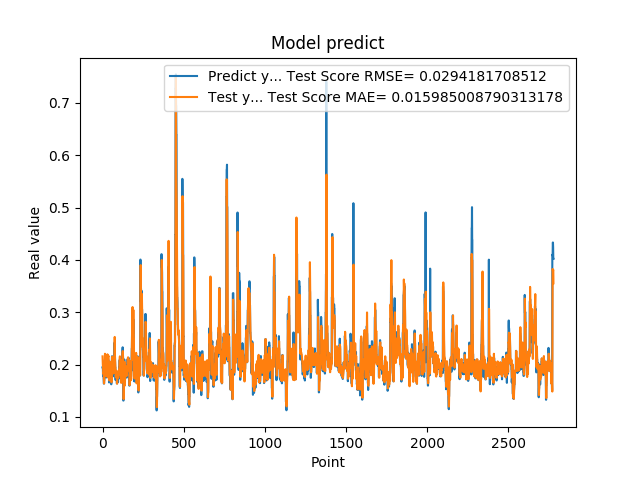 Model predict
Predict y... Test Score RMSE= 0.0294181708512
Test y... Test Score MAE= 0.015985008790313178
Real value
0.7
0.6
0.5
0.4
0.3
0.2
0.1
0
500
1000
1500
2000
2500
Point